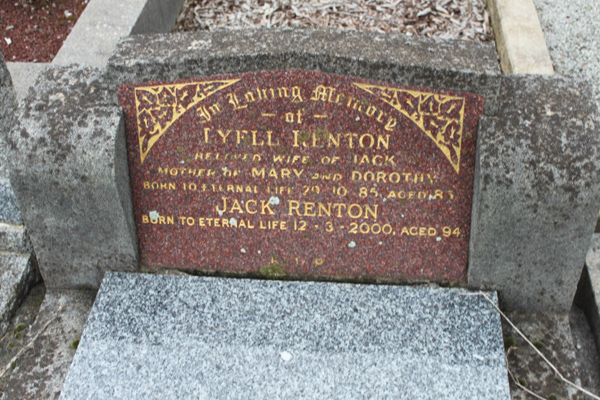 In Loving Memory
- of -
LYELL RENTON
BELOVED WIFE OF JACK
MOTHER OF MARY AND DOROTHY
BORN TO ETERNAL LIFE 29·10·85, AGED 83
JACK RENTON
BORN TO ETERNAL LIFE 12-3-2000, AGED 94
R I P